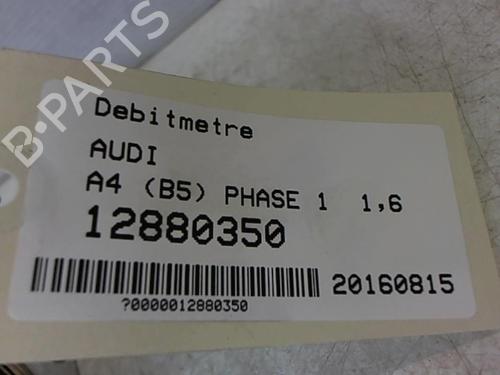 B-PARTS
Debitmetre
AUDI
A4 (B5) PHASE 1 1,6
12880350
20160815
?0000012880350